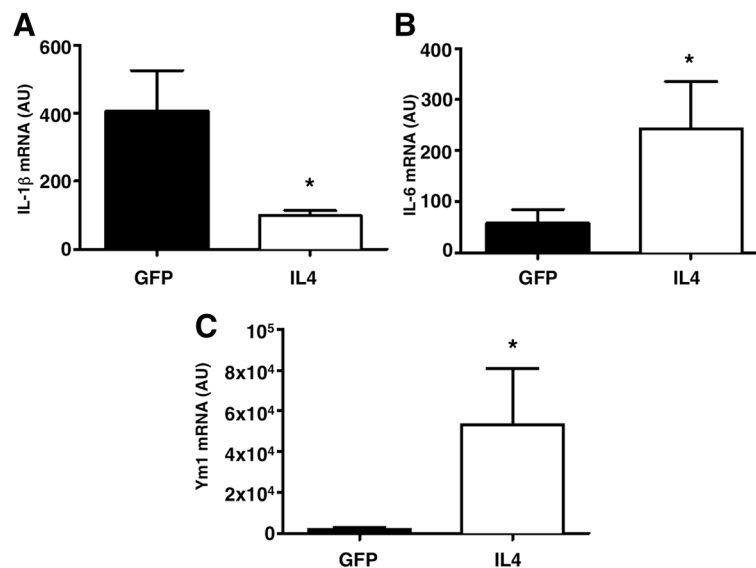 A
600
400
200
0
IL-1β mRNA (AU)
*
GFP
IL4
B
400
300
200
100
0
IL-6 mRNA (AU)
*
GFP
IL4
C
10⁵
8x10⁴
6x10⁴
4x10⁴
2x10⁴
0
Ym1 mRNA (AU)
*
GFP
IL4